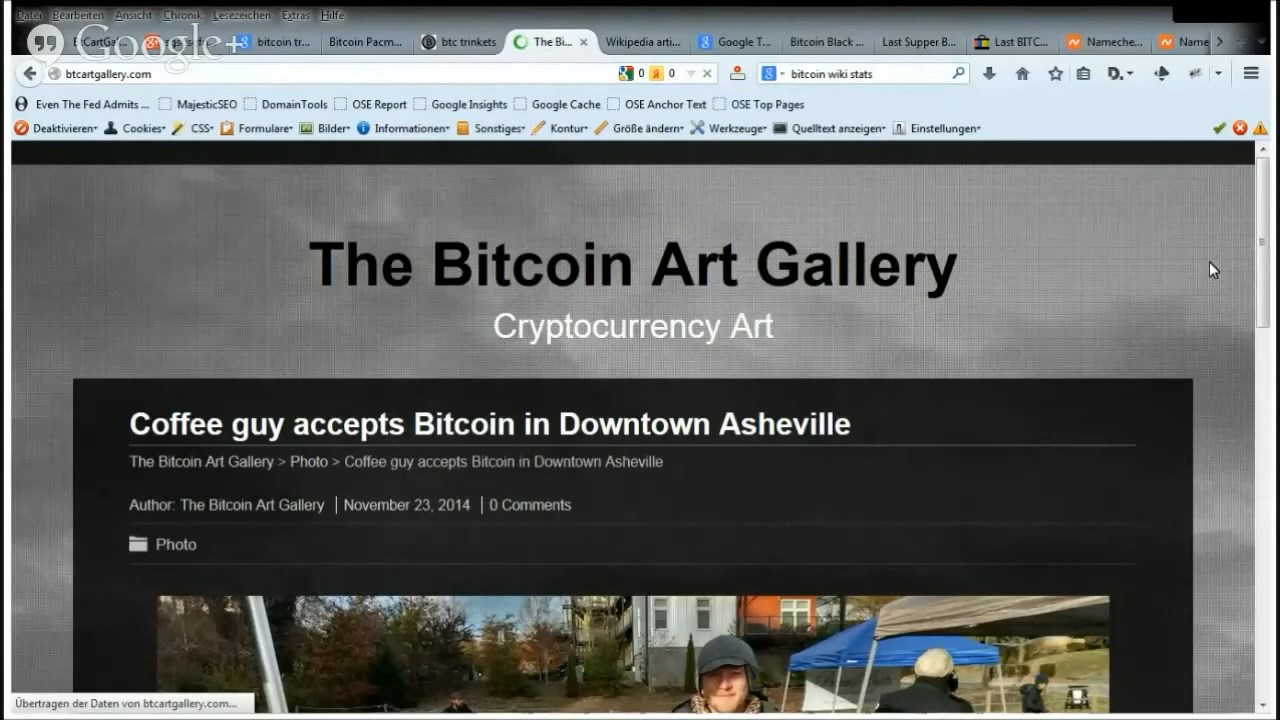 Datei Bearbeiten Ansicht Chronik Lesezeichen Extras Hilfe
Google+
bitcoin tr... Bitcoin Pacm... btc trinkets The Bi... Wikipedia arti... Google T... Bitcoin Black ... Last Supper B... Last BITC... Nameche... Name
btcartgallery.com 0 0 bitcoin wiki stats
Even The Fed Admits ... MajesticSEO DomainTools OSE Report Google Insights Google Cache OSE Anchor Text OSE Top Pages
Deaktivieren Cookies CSS Formulare Bilder Informationen Sonstiges Kontur Größe ändern Werkzeuge Quelltext anzeigen Einstellungen
The Bitcoin Art Gallery
Cryptocurrency Art
Coffee guy accepts Bitcoin in Downtown Asheville
The Bitcoin Art Gallery > Photo > Coffee guy accepts Bitcoin in Downtown Asheville
Author: The Bitcoin Art Gallery | November 23, 2014 | 0 Comments
Photo
Übertragen der Daten von btcartgallery.com...